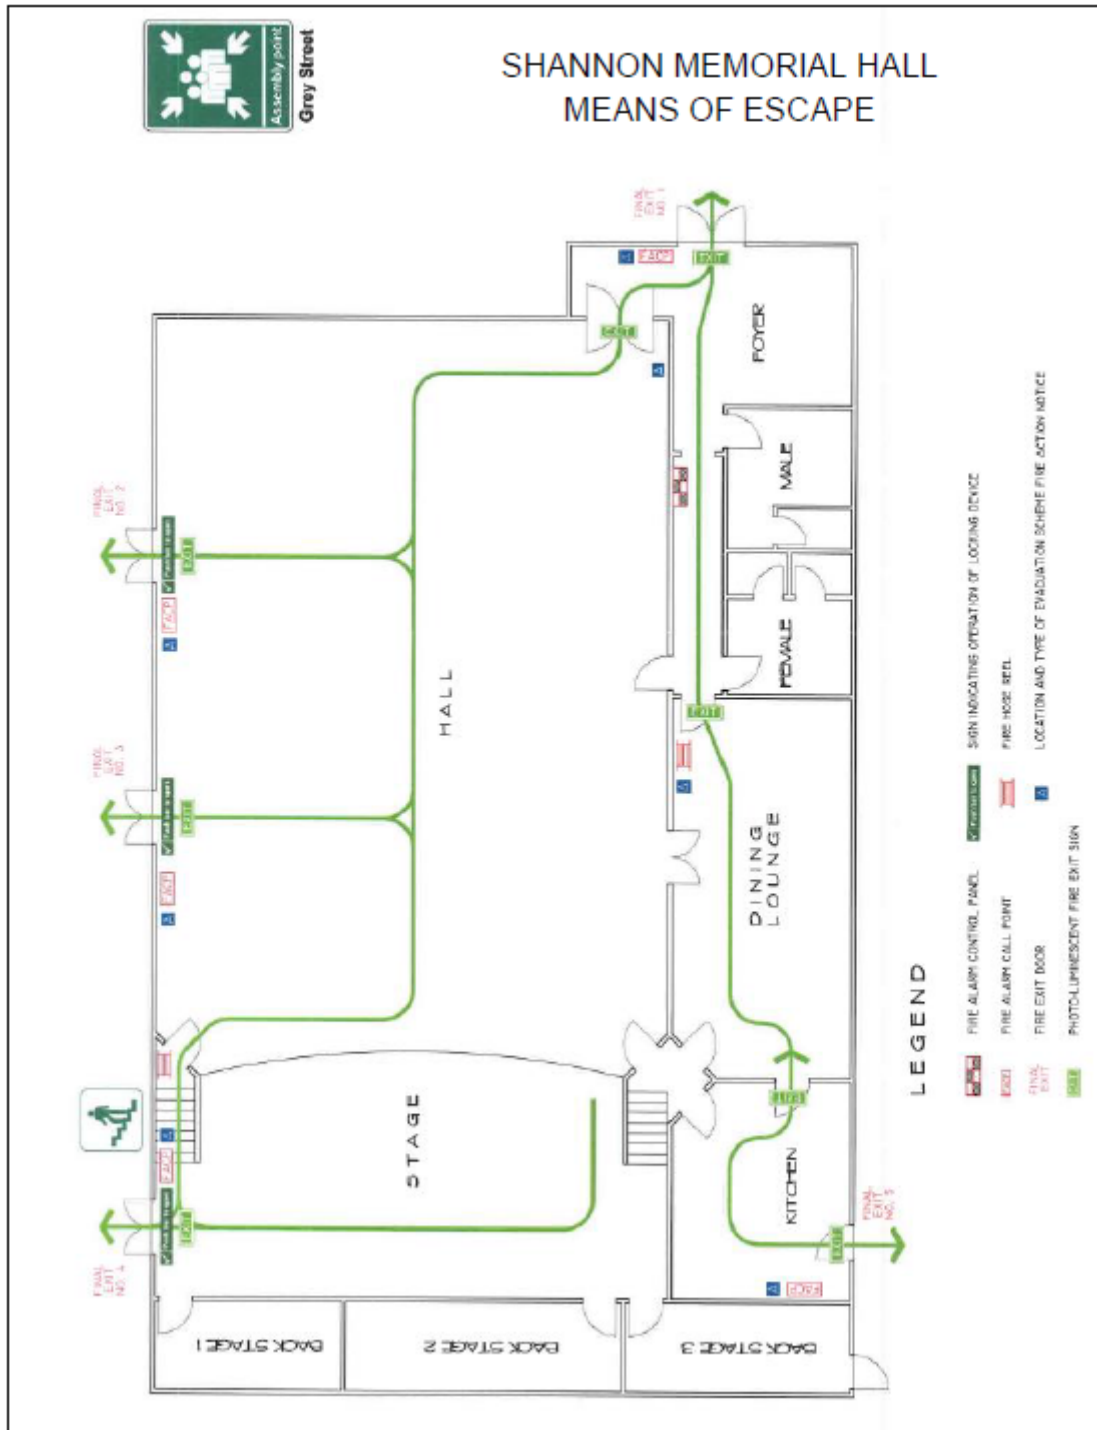 SHANNON MEMORIAL HALL
MEANS OF ESCAPE
Assembly point
Grey Street
FINAL
EXIT
NO. 1
FACP
EXIT
EXIT
FOYER
MALE
FEMALE
FINAL
EXIT
NO. 2
EXIT
FACP
A
HALL
FINAL
EXIT
NO. 3
EXIT
FACP
A
A
EXIT
A
DINING
LOUNGE
STAGE
A
FACP
EXIT
FINAL
EXIT
NO. 4
EXIT
KITCHEN
EXIT
FINAL
EXIT
NO. 5
A
FACP
BACK STAGE 1
BACK STAGE 2
BACK STAGE 3
LEGEND
FIRE ALARM CONTROL PANEL
FIRE ALARM CALL POINT
FINAL
EXIT
FIRE EXIT DOOR
PHOTO-LUMINESCENT FIRE EXIT SIGN
SIGN INDICATING OPERATION OF LOCKING DEVICE
FIRE HOSE REEL
A
LOCATION AND TYPE OF EVACUATION SCHEME FIRE ACTION NOTICE